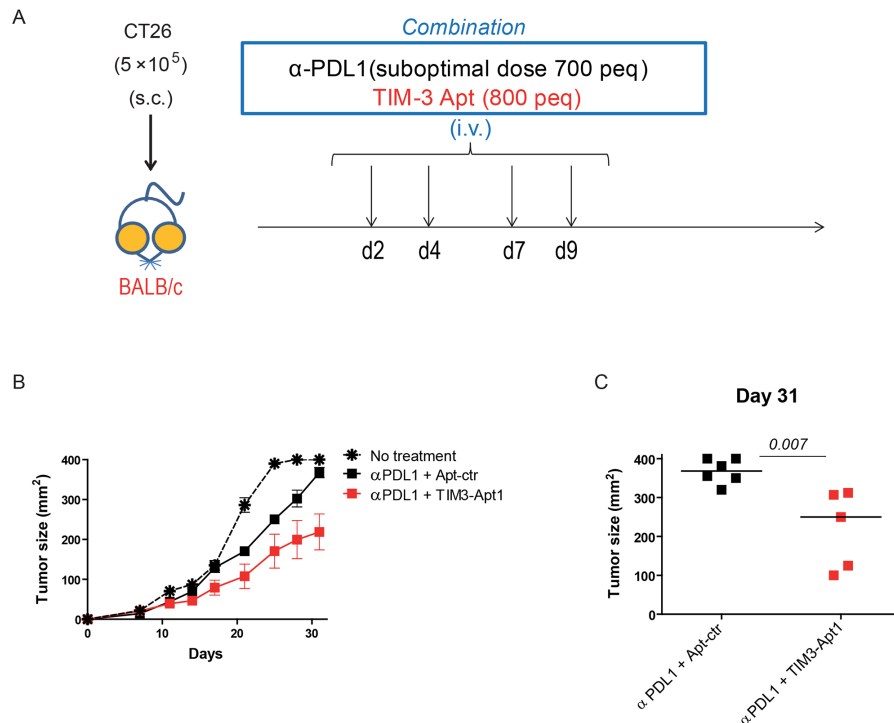 A
CT26
(5 ×10⁵)
(s.c.)
BALB/c
Combination
α-PDL1(suboptimal dose 700 peq)
TIM-3 Apt (800 peq)
(i.v.)
d2 d4 d7 d9
B
Tumor size (mm²)
400
300
200
100
0
0 10 20 30
Days
No treatment
αPDL1 + Apt-ctr
αPDL1 + TIM3-Apt1
C
Day 31
0.007
Tumor size (mm²)
400
300
200
100
0
α PDL1 + Apt-ctr
α PDL1 + TIM3-Apt1